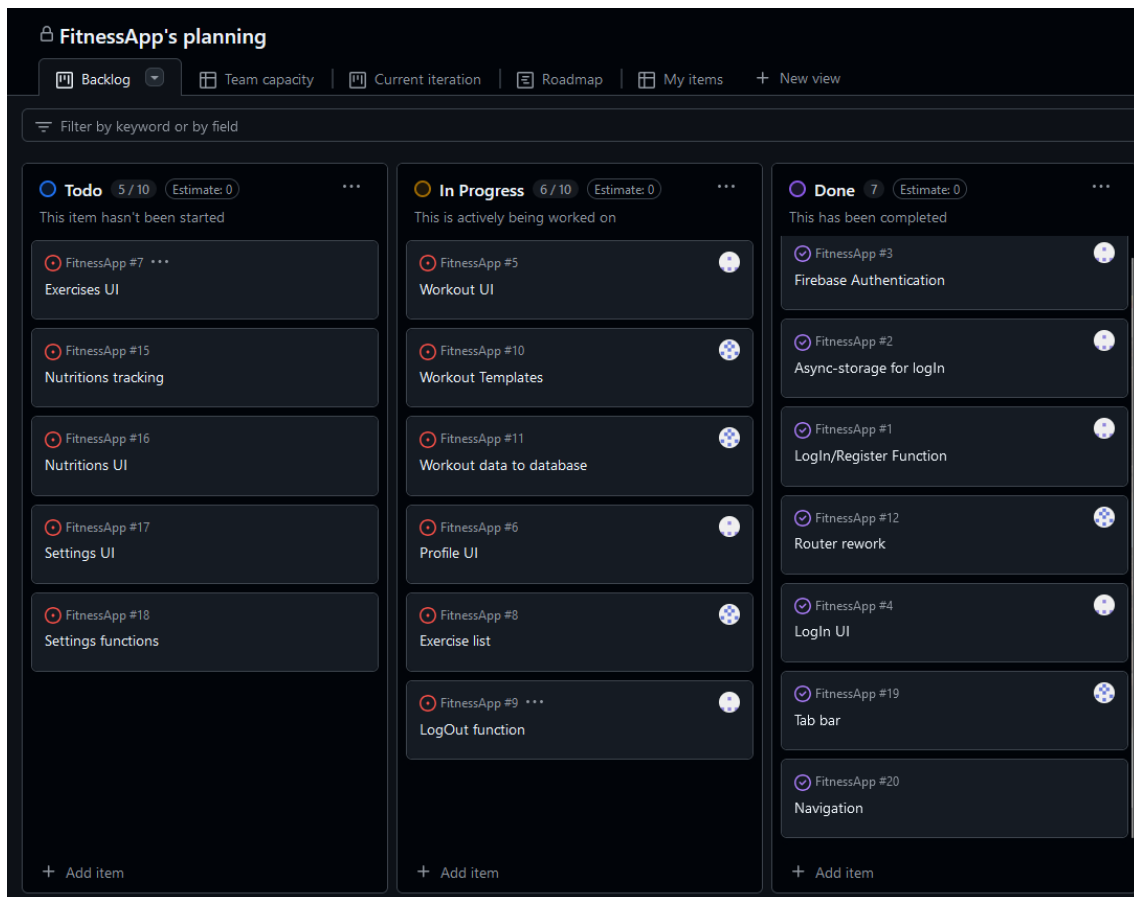 FitnessApp's planning
Backlog
Team capacity
Current iteration
Roadmap
My items
+ New view
Filter by keyword or by field
Todo 5 / 10 Estimate: 0 ...
This item hasn't been started
FitnessApp #7 ...
Exercises UI
FitnessApp #15
Nutritions tracking
FitnessApp #16
Nutritions UI
FitnessApp #17
Settings UI
FitnessApp #18
Settings functions
+ Add item
In Progress 6 / 10 Estimate: 0 ...
This is actively being worked on
FitnessApp #5
Workout UI
FitnessApp #10
Workout Templates
FitnessApp #11
Workout data to database
FitnessApp #6
Profile UI
FitnessApp #8
Exercise list
FitnessApp #9 ...
LogOut function
+ Add item
Done 7 Estimate: 0 ...
This has been completed
FitnessApp #3
Firebase Authentication
FitnessApp #2
Async-storage for logIn
FitnessApp #1
LogIn/Register Function
FitnessApp #12
Router rework
FitnessApp #4
LogIn UI
FitnessApp #19
Tab bar
FitnessApp #20
Navigation
+ Add item